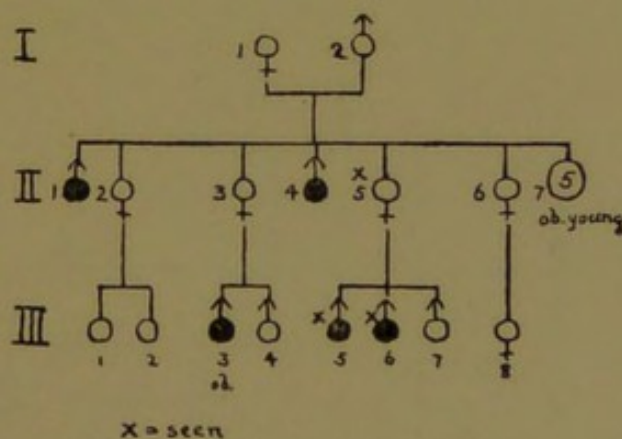 I
1 2
x
II
1 2 3 4 5 6 7 5
ob. young
x x
III
1 2 3 4 5 6 7 8
ob.
x = seen